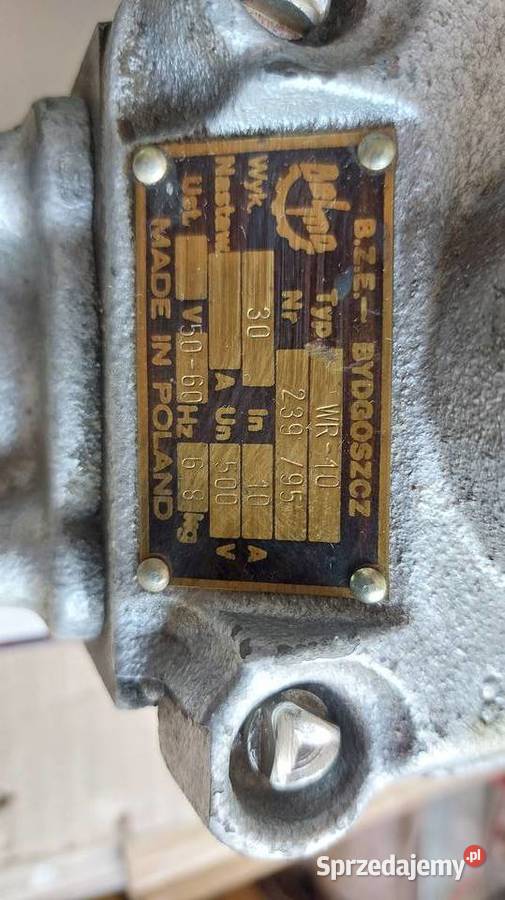 B.Z.E. — BYDGOSZCZ
Typ WR-10
Nr 239 /95
Wyk. 30 In 10 A
Nastaw. A Un 500 V
Ust. V50-60Hz 6 8 kg
MADE IN POLAND
Sprzedajemy.pl